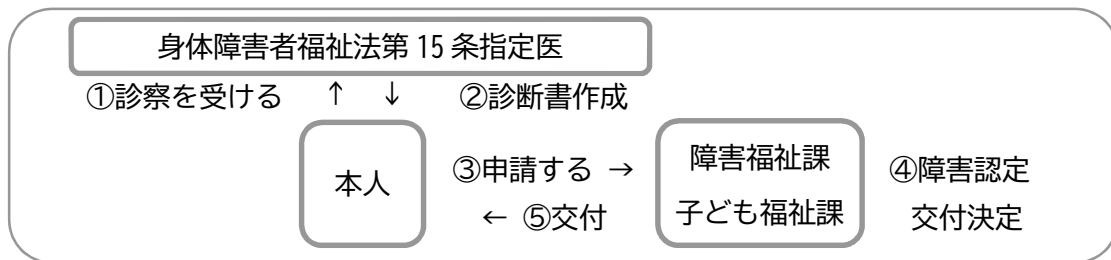 身体障害者福祉法第 15 条指定医
①診察を受ける ↑ ↓ ②診断書作成
本人
③申請する →
← ⑤交付
障害福祉課
子ども福祉課
④障害認定
交付決定